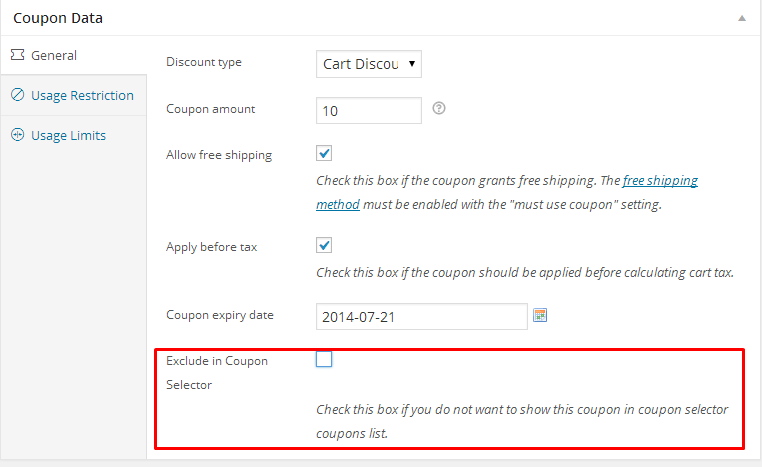 Coupon Data
General
Usage Restriction
Usage Limits
Discount type
Cart Discou
Coupon amount
10
?
Allow free shipping
Check this box if the coupon grants free shipping. The free shipping
method must be enabled with the "must use coupon" setting.
Apply before tax
Check this box if the coupon should be applied before calculating cart tax.
Coupon expiry date
2014-07-21
Exclude in Coupon
Selector
Check this box if you do not want to show this coupon in coupon selector
coupons list.